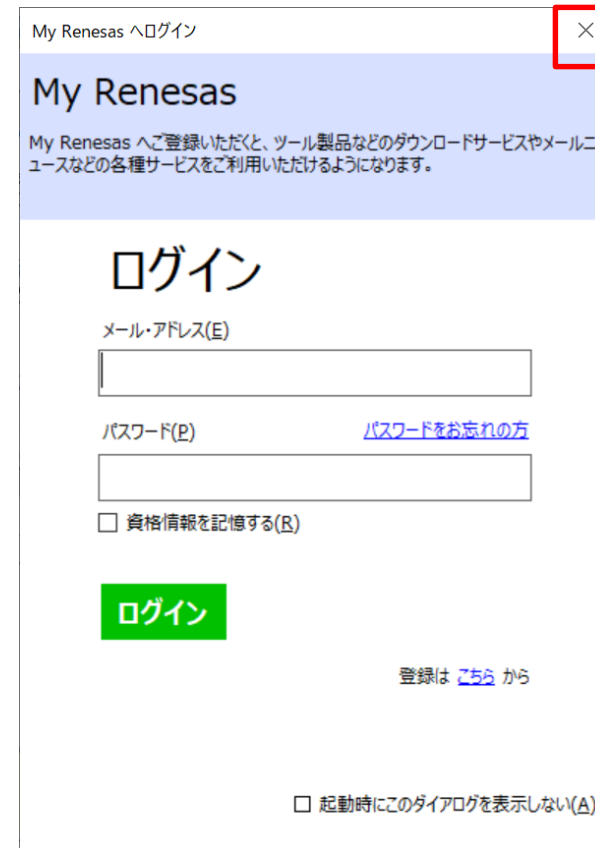 My Renesas へログイン
My Renesas
My Renesas へご登録いただくと、ツール製品などのダウンロードサービスやメールニ
ュースなどの各種サービスをご利用いただけるようになります。
ログイン
メール・アドレス(E)
パスワード(P) パスワードをお忘れの方
資格情報を記憶する(R)
ログイン
登録は こちら から
起動時にこのダイアログを表示しない(A)